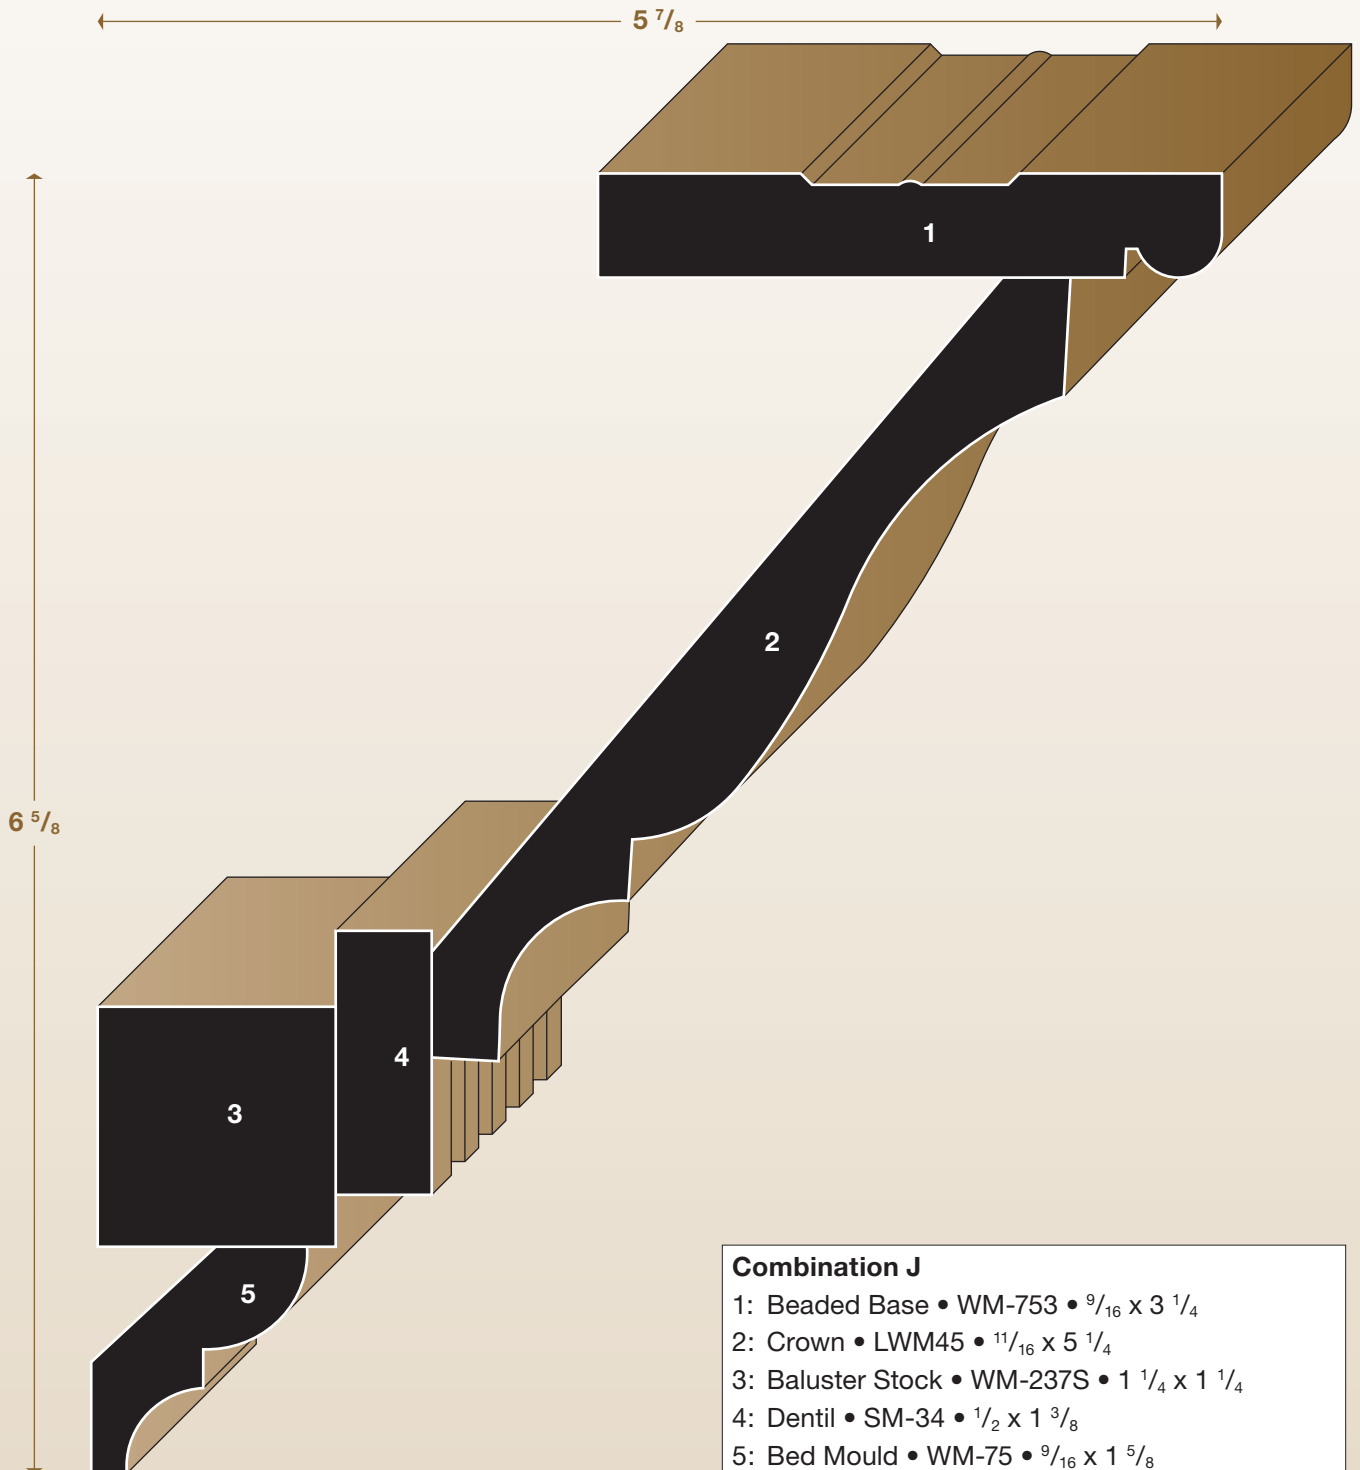 5 7/8
1
2
6 5/8
4
3
5
Combination J
1: Beaded Base • WM-753 • 9/16 x 3 1/4
2: Crown • LWM45 • 11/16 x 5 1/4
3: Baluster Stock • WM-237S • 1 1/4 x 1 1/4
4: Dentil • SM-34 • 1/2 x 1 3/8
5: Bed Mould • WM-75 • 9/16 x 1 5/8